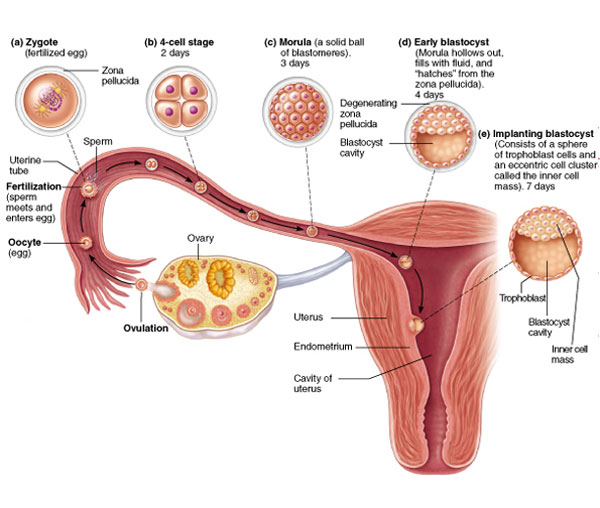 (a) Zygote
(fertilized egg)
Zona
pellucida
(b) 4-cell stage
2 days
(c) Morula (a solid ball
of blastomeres).
3 days
(d) Early blastocyst
(Morula hollows out,
fills with fluid, and
"hatches" from the
zona pellucida).
4 days
Degenerating
zona
pellucida
Blastocyst
cavity
(e) Implanting blastocyst
(Consists of a sphere
of trophoblast cells and
an eccentric cell cluster
called the inner cell
mass). 7 days
Sperm
Uterine
tube
Fertilization
(sperm
meets and
enters egg)
Oocyte
(egg)
Ovary
Ovulation
Uterus
Endometrium
Cavity of
uterus
Trophoblast
Blastocyst
cavity
Inner cell
mass